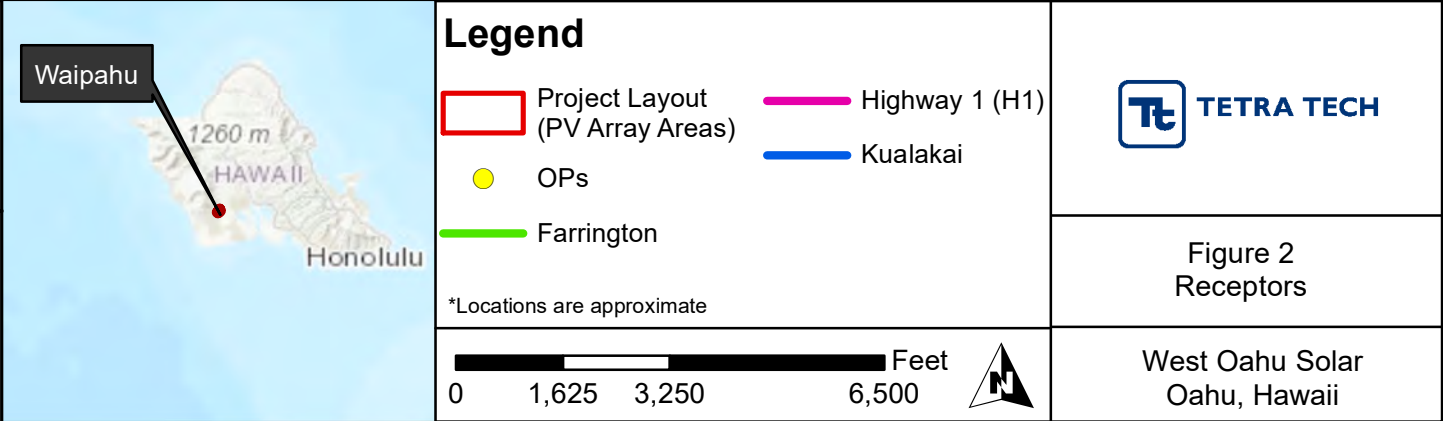 Waipahu
1260 m
HAWAII
Honolulu
Legend
Project Layout
(PV Array Areas)
OPs
Farrington
Highway 1 (H1)
Kualakai
*Locations are approximate
Feet
0 1,625 3,250 6,500
N
Tt TETRA TECH
Figure 2
Receptors
West Oahu Solar
Oahu, Hawaii